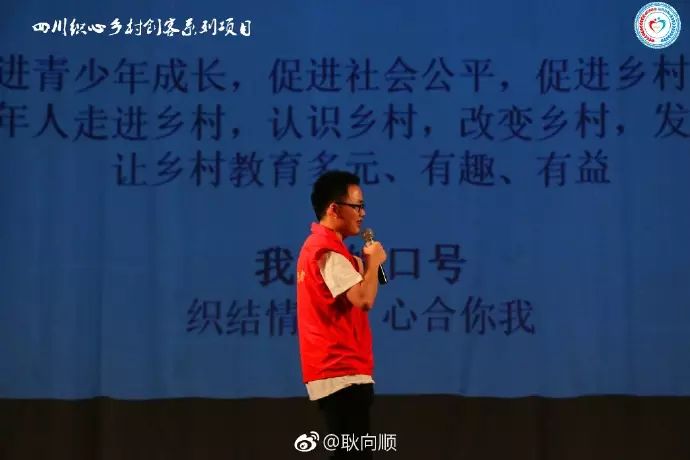 四川织心乡村创客系列项目
进青少年成长，促进社会公平，促进乡村
年人走进乡村，认识乡村，改变乡村，发
让乡村教育多元、有趣、有益
我 口号
织结情 心合你我
@耿向顺